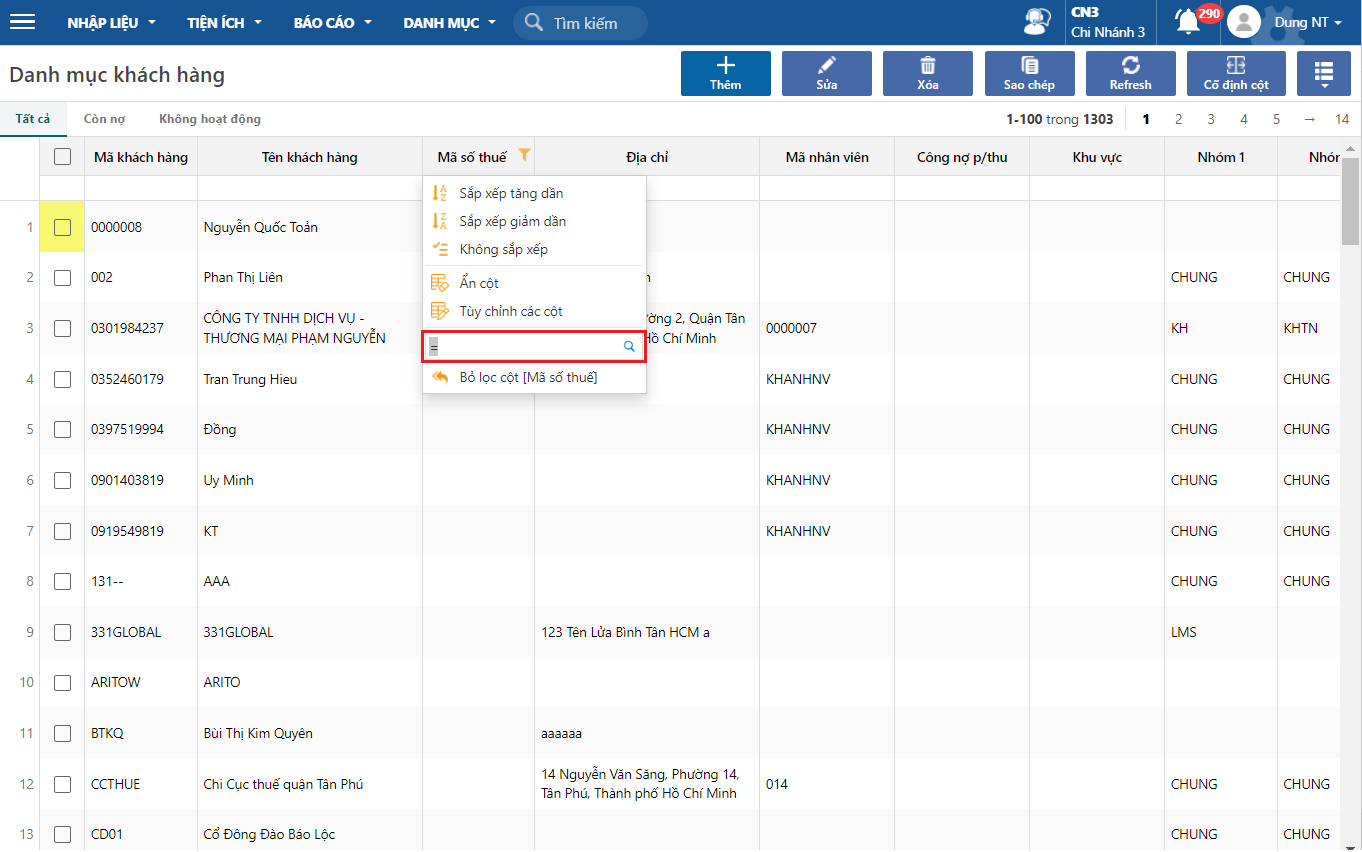 NHẬP LIỆU TIỆN ÍCH BÁO CÁO DANH MỤC Tìm kiếm CN3 Chi Nhánh 3 290 Dung NT
Danh mục khách hàng Thêm Sửa Xóa Sao chép Refresh Cố định cột
Tất cả Còn nợ Không hoạt động 1-100 trong 1303 1 2 3 4 5 → 14
Mã khách hàng Tên khách hàng Mã số thuế Địa chỉ Mã nhân viên Công nợ p/thu Khu vực Nhóm 1 Nhóm
Sắp xếp tăng dần
Sắp xếp giảm dần
Không sắp xếp
Ẩn cột
Tùy chỉnh các cột
=
Bỏ lọc cột [Mã số thuế]
1 0000008 Nguyễn Quốc Toản
2 002 Phan Thị Liên n CHUNG CHUNG
3 0301984237 CÔNG TY TNHH DỊCH VỤ - ờng 2, Quận Tân 0000007 KH KHTN
THƯƠNG MẠI PHẠM NGUYỄN Hồ Chí Minh
4 0352460179 Tran Trung Hieu KHANHNV CHUNG CHUNG
5 0397519994 Đồng KHANHNV CHUNG CHUNG
6 0901403819 Uy Minh KHANHNV CHUNG CHUNG
7 0919549819 KT KHANHNV CHUNG CHUNG
8 131-- AAA CHUNG CHUNG
9 331GLOBAL 331GLOBAL 123 Tên Lửa Bình Tân HCM a LMS
10 ARITOW ARITO
11 BTKQ Bùi Thị Kim Quyên aaaaaa
12 CCTHUE Chi Cục thuế quận Tân Phú 14 Nguyễn Văn Săng, Phường 14, 014 CHUNG CHUNG
Tân Phú, Thành phố Hồ Chí Minh
13 CD01 Cổ Đông Đào Báo Lộc CHUNG CHUNG